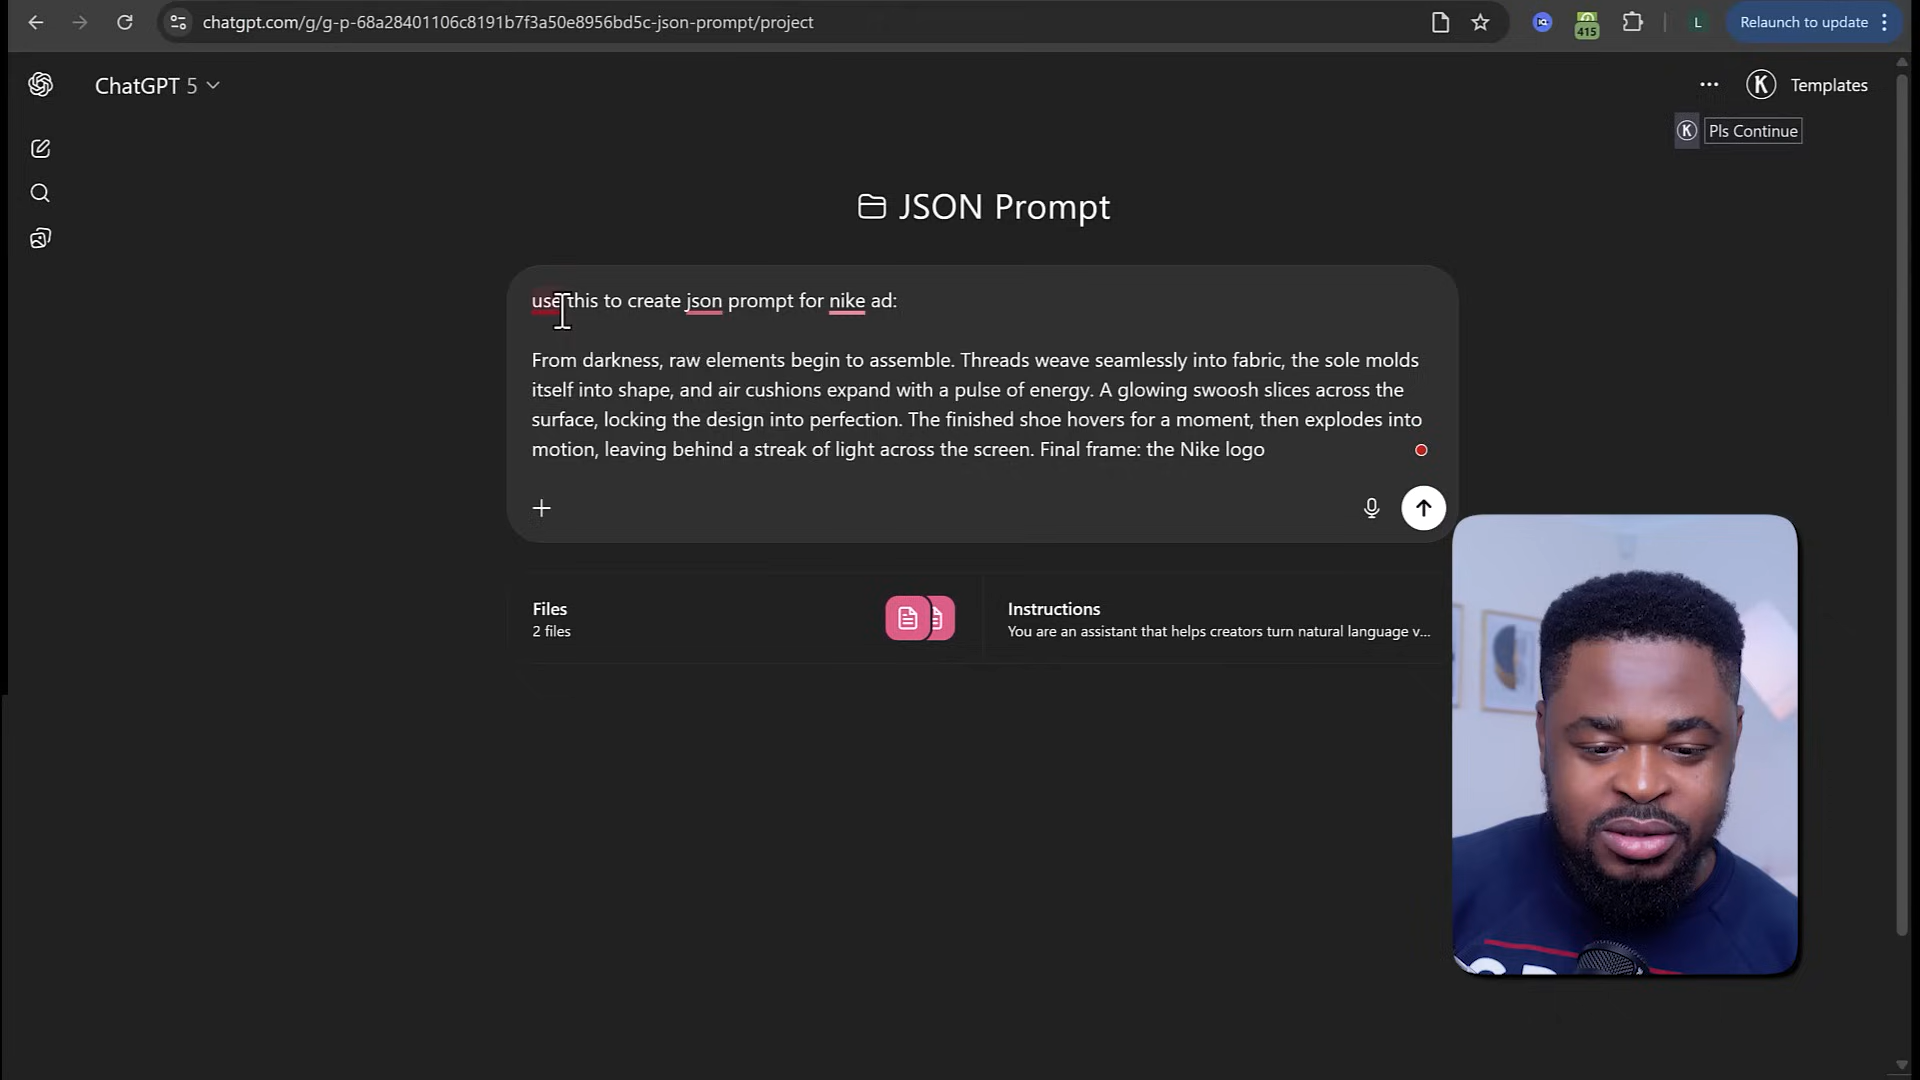 chatgpt.com/g/g-p-68a28401106c8191b7f3a50e8956bd5c-json-prompt/project
415
L
Relaunch to update
ChatGPT 5
K
Templates
K
Pls Continue
JSON Prompt
use this to create json prompt for nike ad:
From darkness, raw elements begin to assemble. Threads weave seamlessly into fabric, the sole molds
itself into shape, and air cushions expand with a pulse of energy. A glowing swoosh slices across the
surface, locking the design into perfection. The finished shoe hovers for a moment, then explodes into
motion, leaving behind a streak of light across the screen. Final frame: the Nike logo
Files
2 files
Instructions
You are an assistant that helps creators turn natural language v...